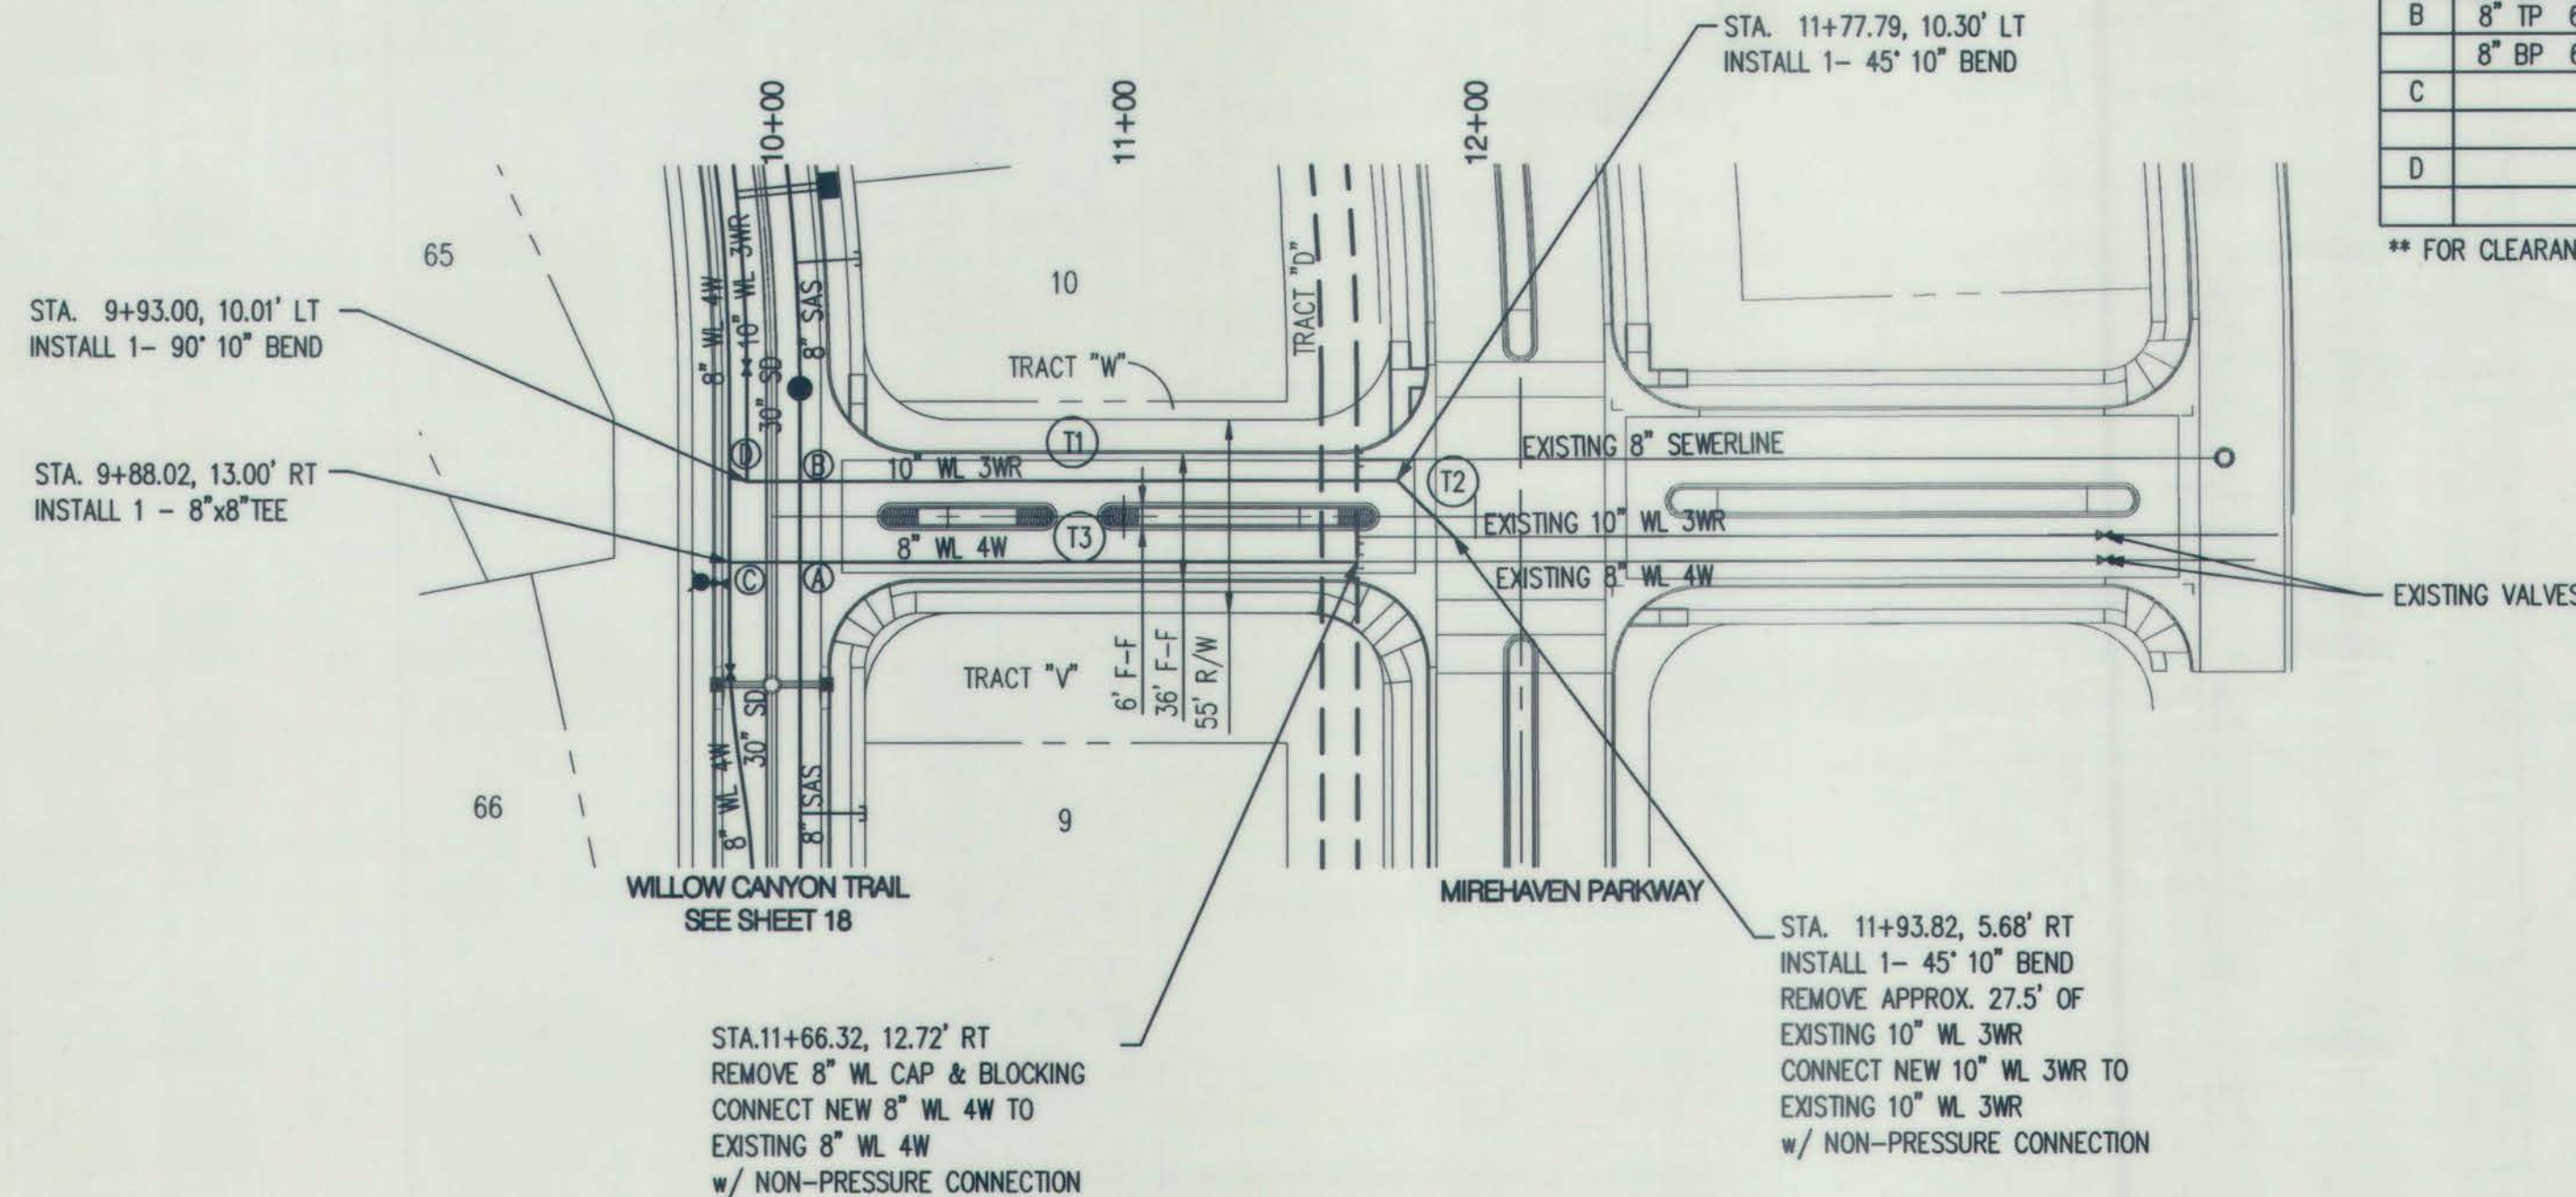 STA. 11+77.79, 10.30' LT
INSTALL 1- 45° 10" BEND
B 8" TP
8" BP
C
D
** FOR CLEARAN
10+00
11+00
12+00
65
10
TRACT "D"
8" WL 4W
10" WL 3WR
30" SD
8" SAS
STA. 9+93.00, 10.01' LT
INSTALL 1- 90° 10" BEND
TRACT "W"
STA. 9+88.02, 13.00' RT
INSTALL 1 - 8"x8"TEE
D
B
10" WL 3WR
T1
T2
EXISTING 8" SEWERLINE
8" WL 4W
T3
EXISTING 10" WL 3WR
C
A
EXISTING 8" WL 4W
EXISTING VALVES
TRACT "V"
6' F-F
36' F-F
55' R/W
66
8" WL 4W
30" SD
8" SAS
9
WILLOW CANYON TRAIL
SEE SHEET 18
MIREHAVEN PARKWAY
STA. 11+93.82, 5.68' RT
INSTALL 1- 45° 10" BEND
REMOVE APPROX. 27.5' OF
EXISTING 10" WL 3WR
CONNECT NEW 10" WL 3WR TO
EXISTING 10" WL 3WR
w/ NON-PRESSURE CONNECTION
STA.11+66.32, 12.72' RT
REMOVE 8" WL CAP & BLOCKING
CONNECT NEW 8" WL 4W TO
EXISTING 8" WL 4W
w/ NON-PRESSURE CONNECTION